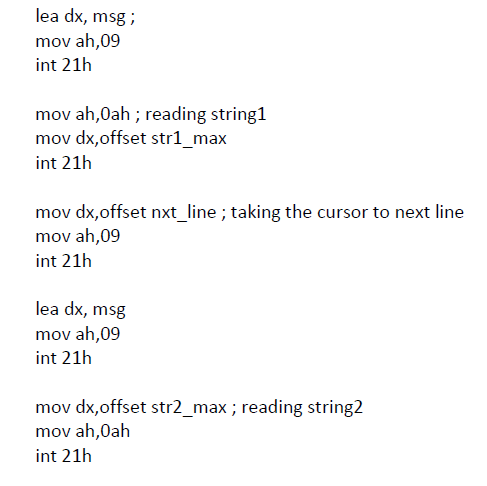 lea dx, msg ;
mov ah,09
int 21h
mov ah,0ah ; reading string1
mov dx,offset str1_max
int 21h
mov dx,offset nxt_line ; taking the cursor to next line
mov ah,09
int 21h
lea dx, msg
mov ah,09
int 21h
mov dx,offset str2_max ; reading string2
mov ah,0ah
int 21h